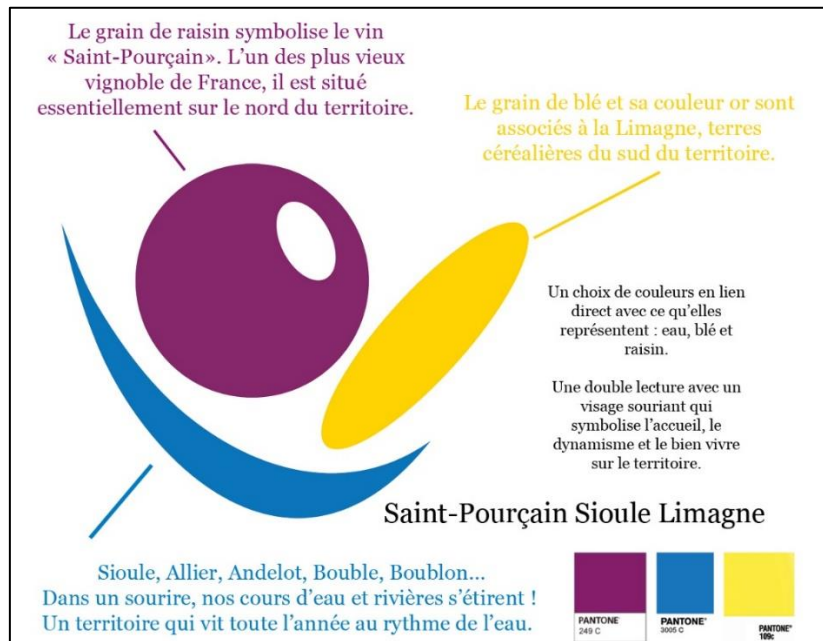 Le grain de raisin symbolise le vin
« Saint-Pourçain». L’un des plus vieux
vignoble de France, il est situé
essentiellement sur le nord du territoire.
Le grain de blé et sa couleur or sont
associés à la Limagne, terres
céréalières du sud du territoire.
Un choix de couleurs en lien
direct avec ce qu’elles
représentent : eau, blé et
raisin.
Une double lecture avec un
visage souriant qui
symbolise l’accueil, le
dynamisme et le bien vivre
sur le territoire.
Saint-Pourçain Sioule Limagne
Sioule, Allier, Andelot, Bouble, Boublon...
Dans un sourire, nos cours d’eau et rivières s’étirent !
Un territoire qui vit toute l’année au rythme de l’eau.
PANTONE®
249 C
PANTONE®
3005 C
PANTONE®
109c